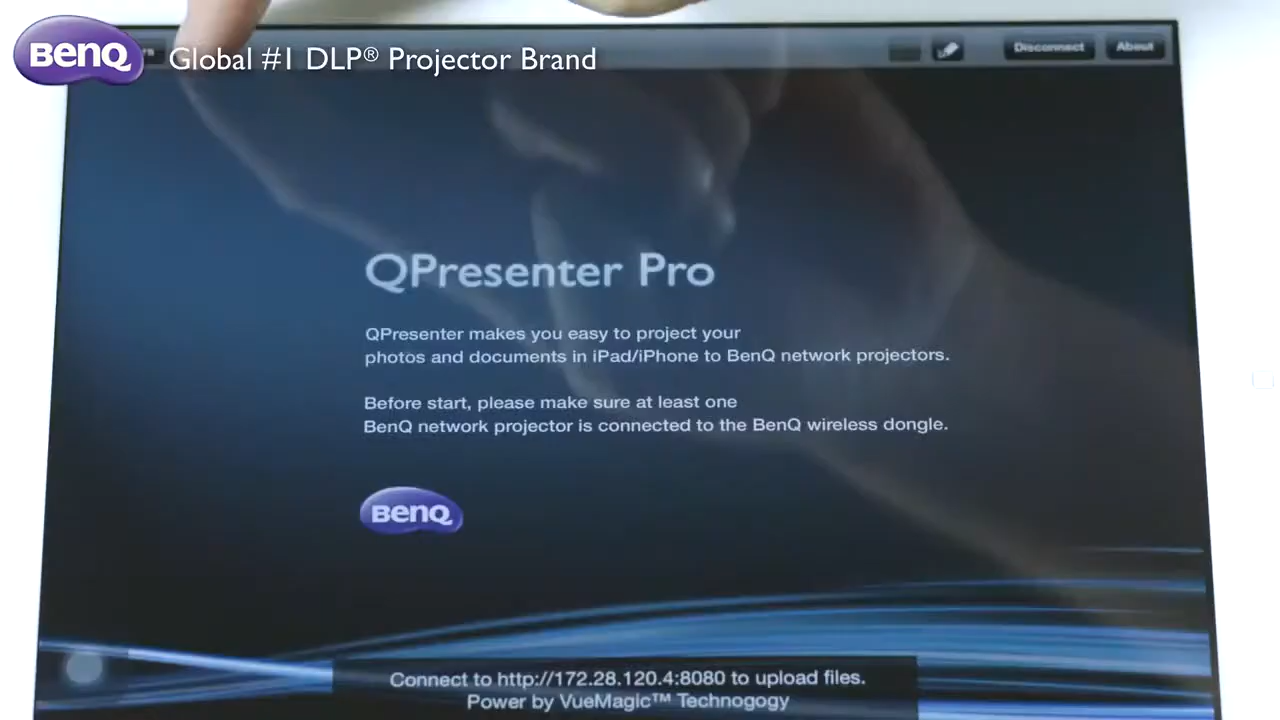 BenQ
Global #1 DLP® Projector Brand
Disconnect
About
QPresenter Pro
QPresenter makes you easy to project your
photos and documents in iPad/iPhone to BenQ network projectors.
Before start, please make sure at least one
BenQ network projector is connected to the BenQ wireless dongle.
BenQ
Connect to http://172.28.120.4:8080 to upload files.
Power by VueMagic™ Technogogy